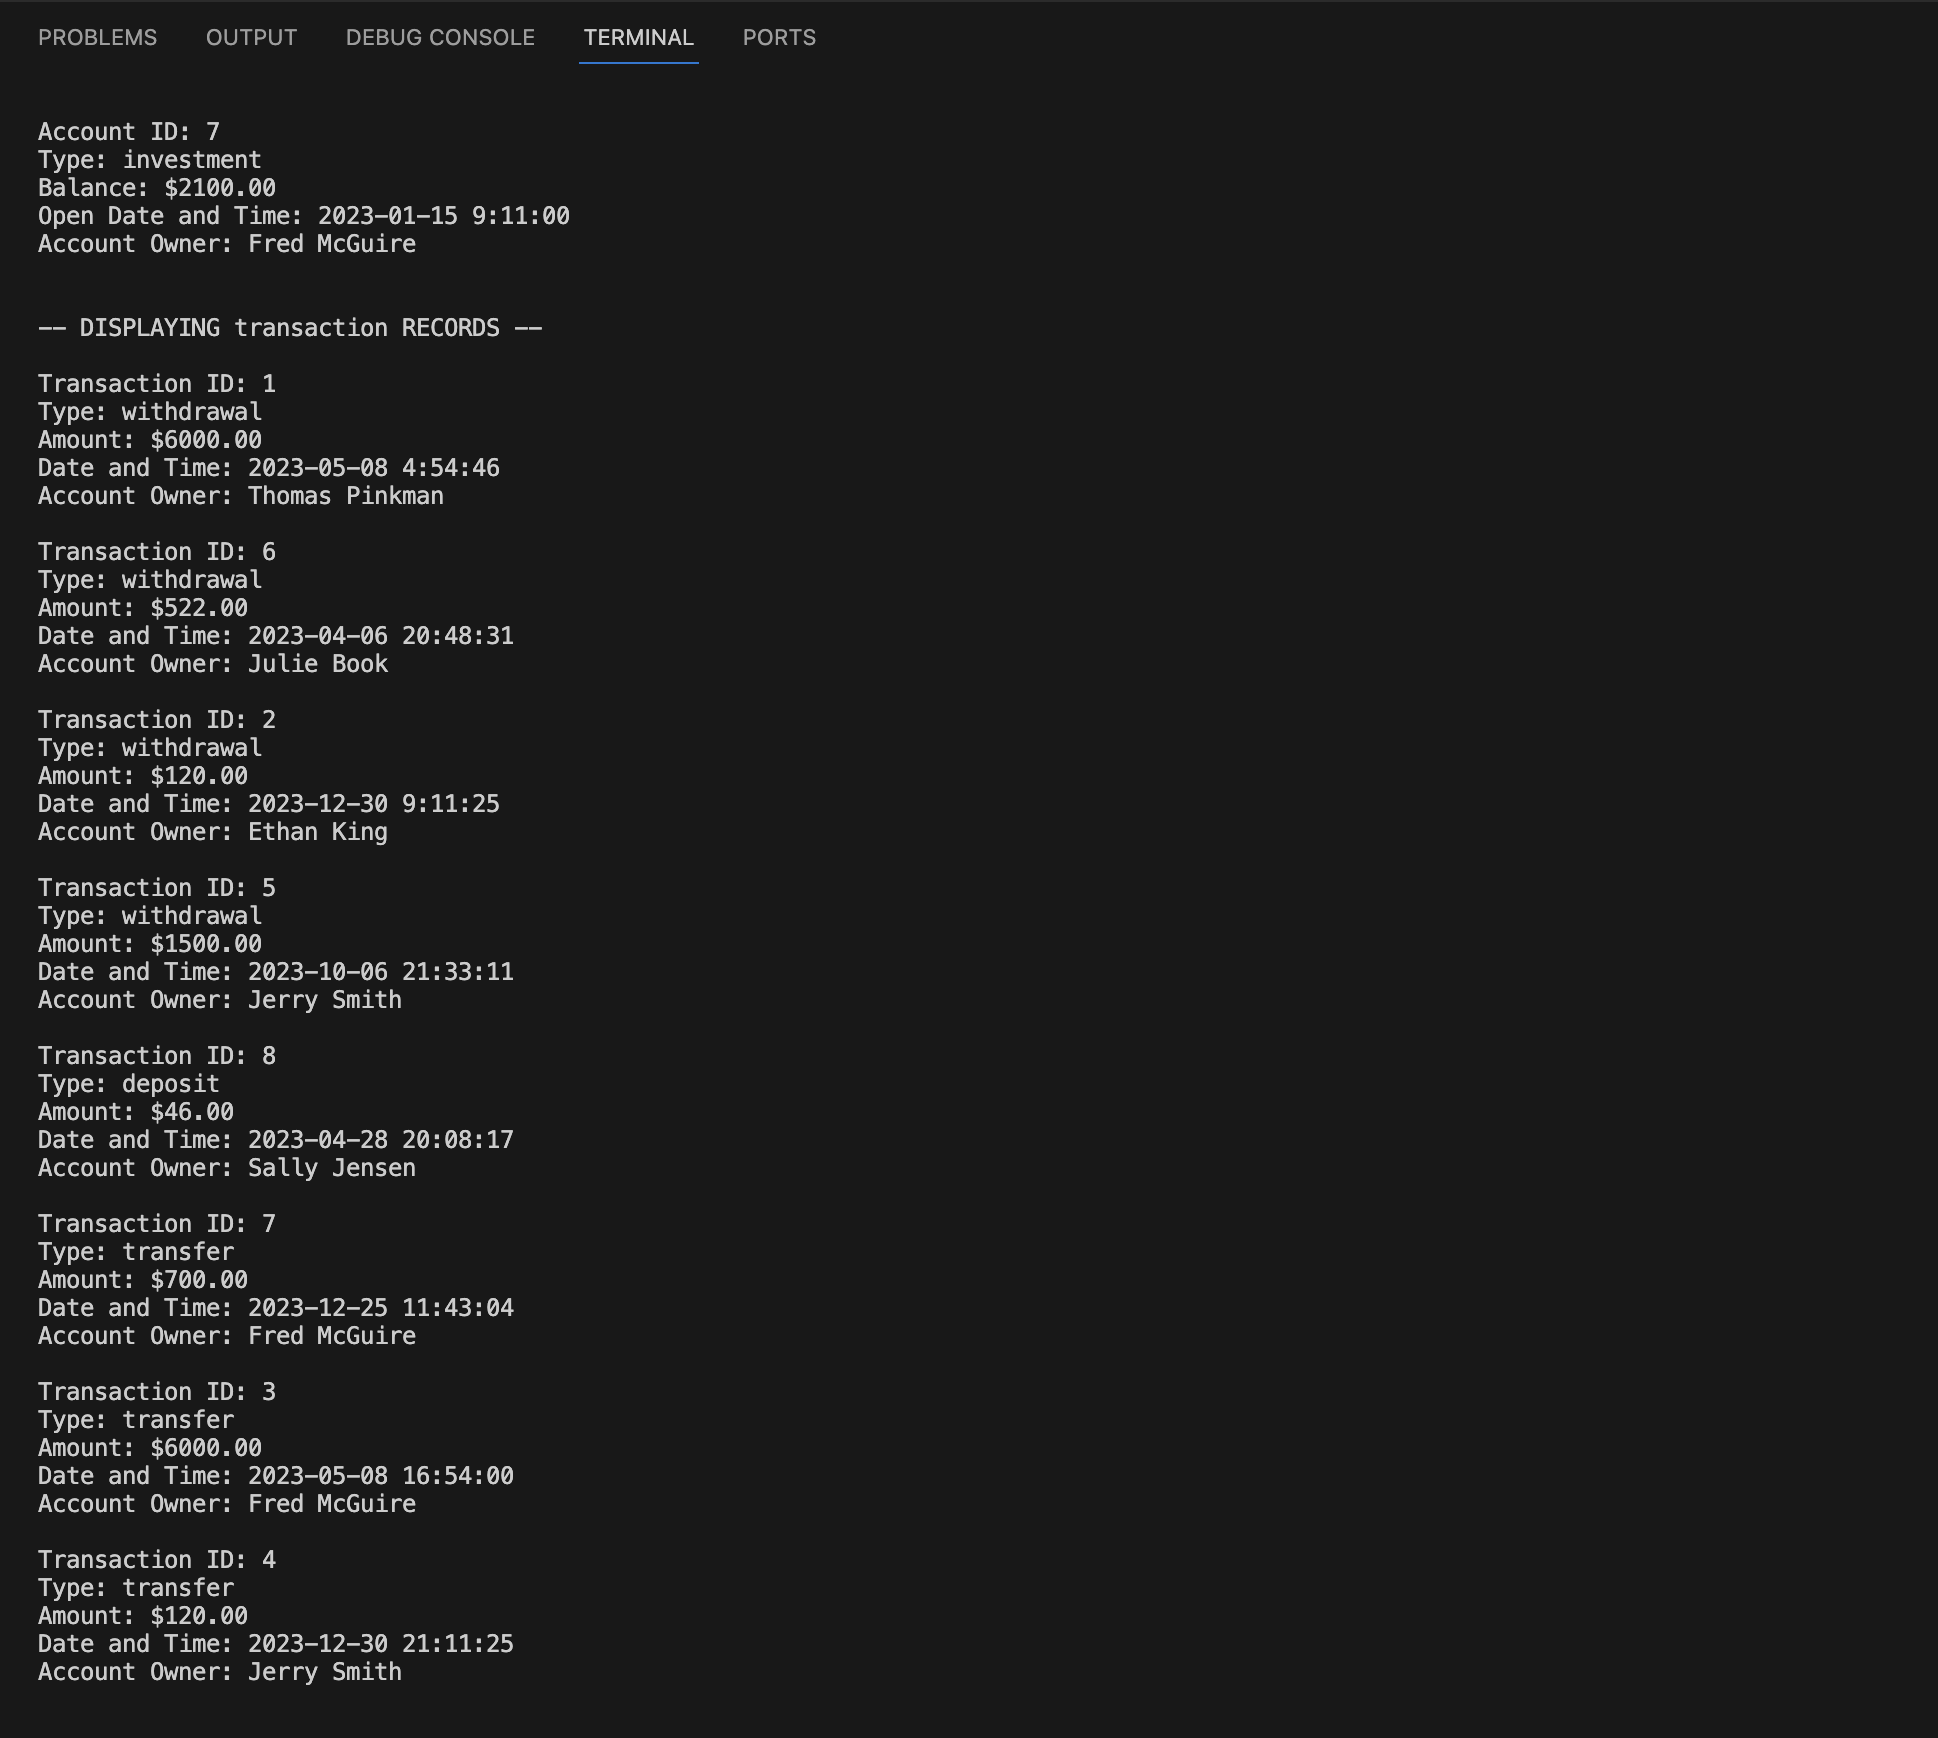 PROBLEMS OUTPUT DEBUG CONSOLE TERMINAL PORTS
Account ID: 7
Type: investment
Balance: $2100.00
Open Date and Time: 2023-01-15 9:11:00
Account Owner: Fred McGuire
-- DISPLAYING transaction RECORDS --
Transaction ID: 1
Type: withdrawal
Amount: $6000.00
Date and Time: 2023-05-08 4:54:46
Account Owner: Thomas Pinkman
Transaction ID: 6
Type: withdrawal
Amount: $522.00
Date and Time: 2023-04-06 20:48:31
Account Owner: Julie Book
Transaction ID: 2
Type: withdrawal
Amount: $120.00
Date and Time: 2023-12-30 9:11:25
Account Owner: Ethan King
Transaction ID: 5
Type: withdrawal
Amount: $1500.00
Date and Time: 2023-10-06 21:33:11
Account Owner: Jerry Smith
Transaction ID: 8
Type: deposit
Amount: $46.00
Date and Time: 2023-04-28 20:08:17
Account Owner: Sally Jensen
Transaction ID: 7
Type: transfer
Amount: $700.00
Date and Time: 2023-12-25 11:43:04
Account Owner: Fred McGuire
Transaction ID: 3
Type: transfer
Amount: $6000.00
Date and Time: 2023-05-08 16:54:00
Account Owner: Fred McGuire
Transaction ID: 4
Type: transfer
Amount: $120.00
Date and Time: 2023-12-30 21:11:25
Account Owner: Jerry Smith